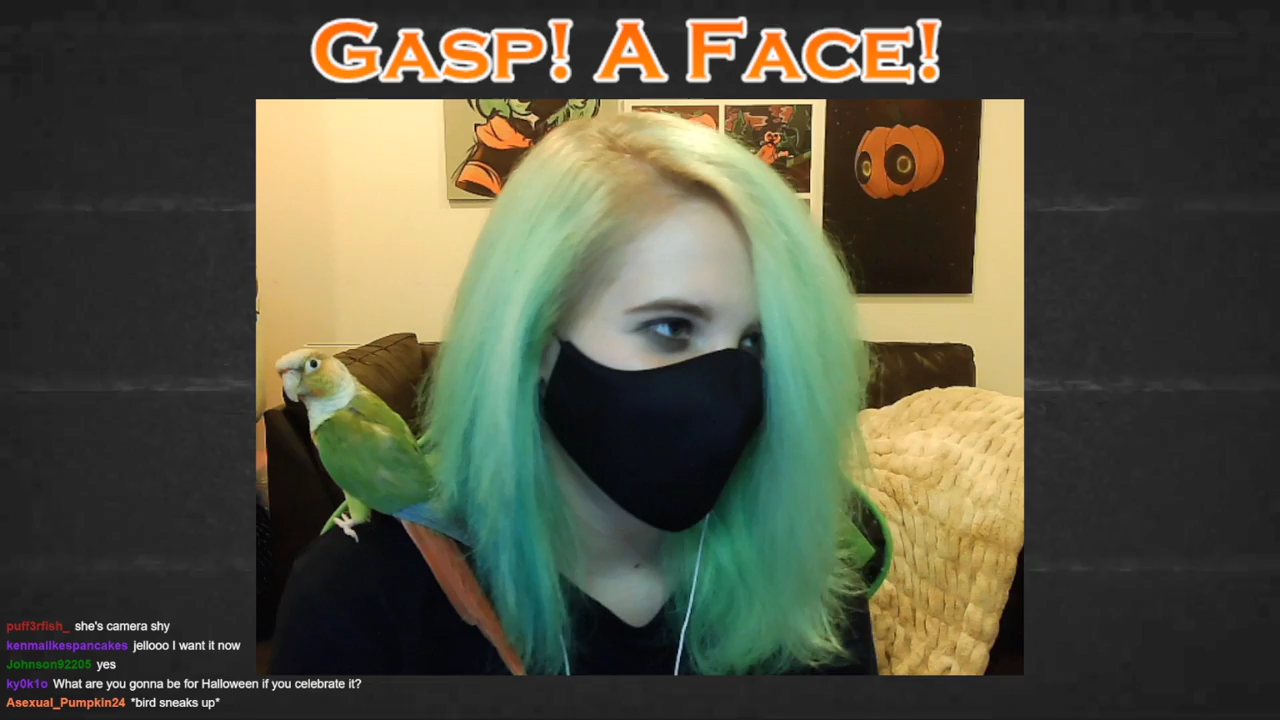 Gasp! A Face!
puff3rfish_ she's camera shy
kenmalikespancakes jellooo I want it now
Johnson92205 yes
ky0k1o What are you gonna be for Halloween if you celebrate it?
Asexual_Pumpkin24 *bird sneaks up*